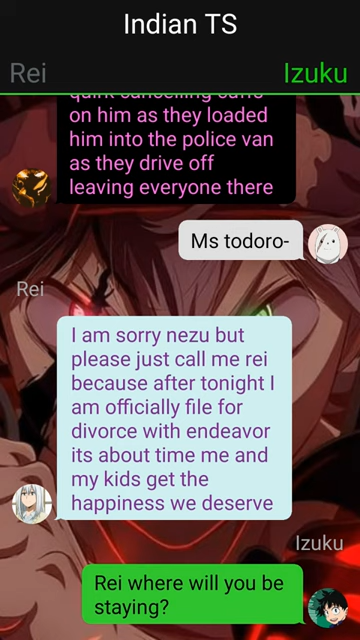 Indian TS
Rei
Izuku
on him as they loaded
him into the police van
as they drive off
leaving everyone there
Ms todoro-
Rei
I am sorry nezu but
please just call me rei
because after tonight I
am officially file for
divorce with endeavor
its about time me and
my kids get the
happiness we deserve
Izuku
Rei where will you be
staying?